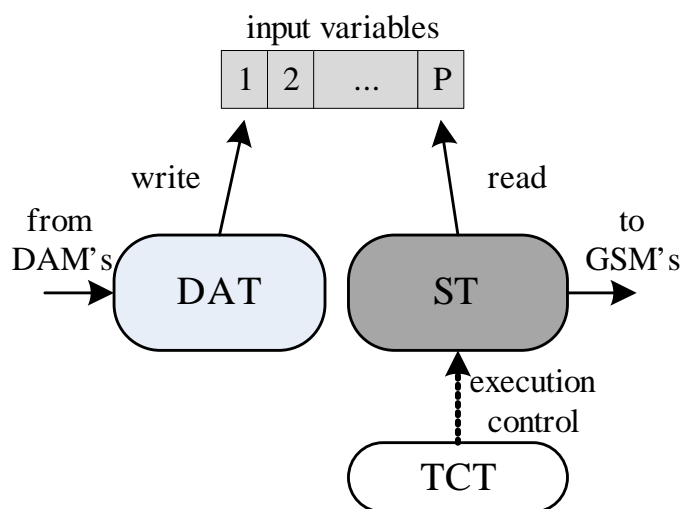 input variables
1 2 ... P
write
read
from
DAM's
to
GSM's
DAT
ST
execution
control
TCT